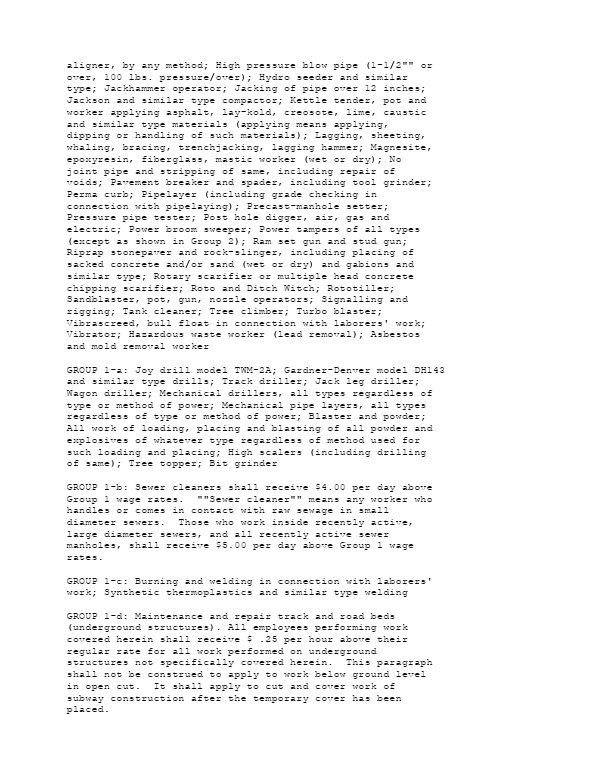 aligner, by any method; High pressure blow pipe (1-1/2"" or
over, 100 lbs. pressure/over); Hydro seeder and similar
type; Jackhammer operator; Jacking of pipe over 12 inches;
Jackson and similar type compactor; Kettle tender, pot and
worker applying asphalt, lay-kold, creosote, lime, caustic
and similar type materials (applying means applying,
dipping or handling of such materials); Lagging, sheeting,
whaling, bracing, trenchjacking, lagging hammer; Magnesite,
epoxyresin, fiberglass, mastic worker (wet or dry); No
joint pipe and stripping of same, including repair of
voids; Pavement breaker and spader, including tool grinder;
Perma curb; Pipelayer (including grade checking in
connection with pipelaying); Precast-manhole setter;
Pressure pipe tester; Post hole digger, air, gas and
electric; Power broom sweeper; Power tampers of all types
(except as shown in Group 2); Ram set gun and stud gun;
Riprap stonepaver and rock-slinger, including placing of
sacked concrete and/or sand (wet or dry) and gabions and
similar type; Rotary scarifier or multiple head concrete
chipping scarifier; Roto and Ditch Witch; Rototiller;
Sandblaster, pot, gun, nozzle operators; Signalling and
rigging; Tank cleaner; Tree climber; Turbo blaster;
Vibrascreed, bull float in connection with laborers' work;
Vibrator; Hazardous waste worker (lead removal); Asbestos
and mold removal worker
GROUP 1-a: Joy drill model TWM-2A; Gardner-Denver model DH143
and similar type drills; Track driller; Jack leg driller;
Wagon driller; Mechanical drillers, all types regardless of
type or method of power; Mechanical pipe layers, all types
regardless of type or method of power; Blaster and powder;
All work of loading, placing and blasting of all powder and
explosives of whatever type regardless of method used for
such loading and placing; High scalers (including drilling
of same); Tree topper; Bit grinder
GROUP 1-b: Sewer cleaners shall receive $4.00 per day above
Group 1 wage rates.  ""Sewer cleaner"" means any worker who
handles or comes in contact with raw sewage in small
diameter sewers.  Those who work inside recently active,
large diameter sewers, and all recently active sewer
manholes, shall receive $5.00 per day above Group 1 wage
rates.
GROUP 1-c: Burning and welding in connection with laborers'
work; Synthetic thermoplastics and similar type welding
GROUP 1-d: Maintenance and repair track and road beds
(underground structures). All employees performing work
covered herein shall receive $ .25 per hour above their
regular rate for all work performed on underground
structures not specifically covered herein.  This paragraph
shall not be construed to apply to work below ground level
in open cut.  It shall apply to cut and cover work of
subway construction after the temporary cover has been
placed.